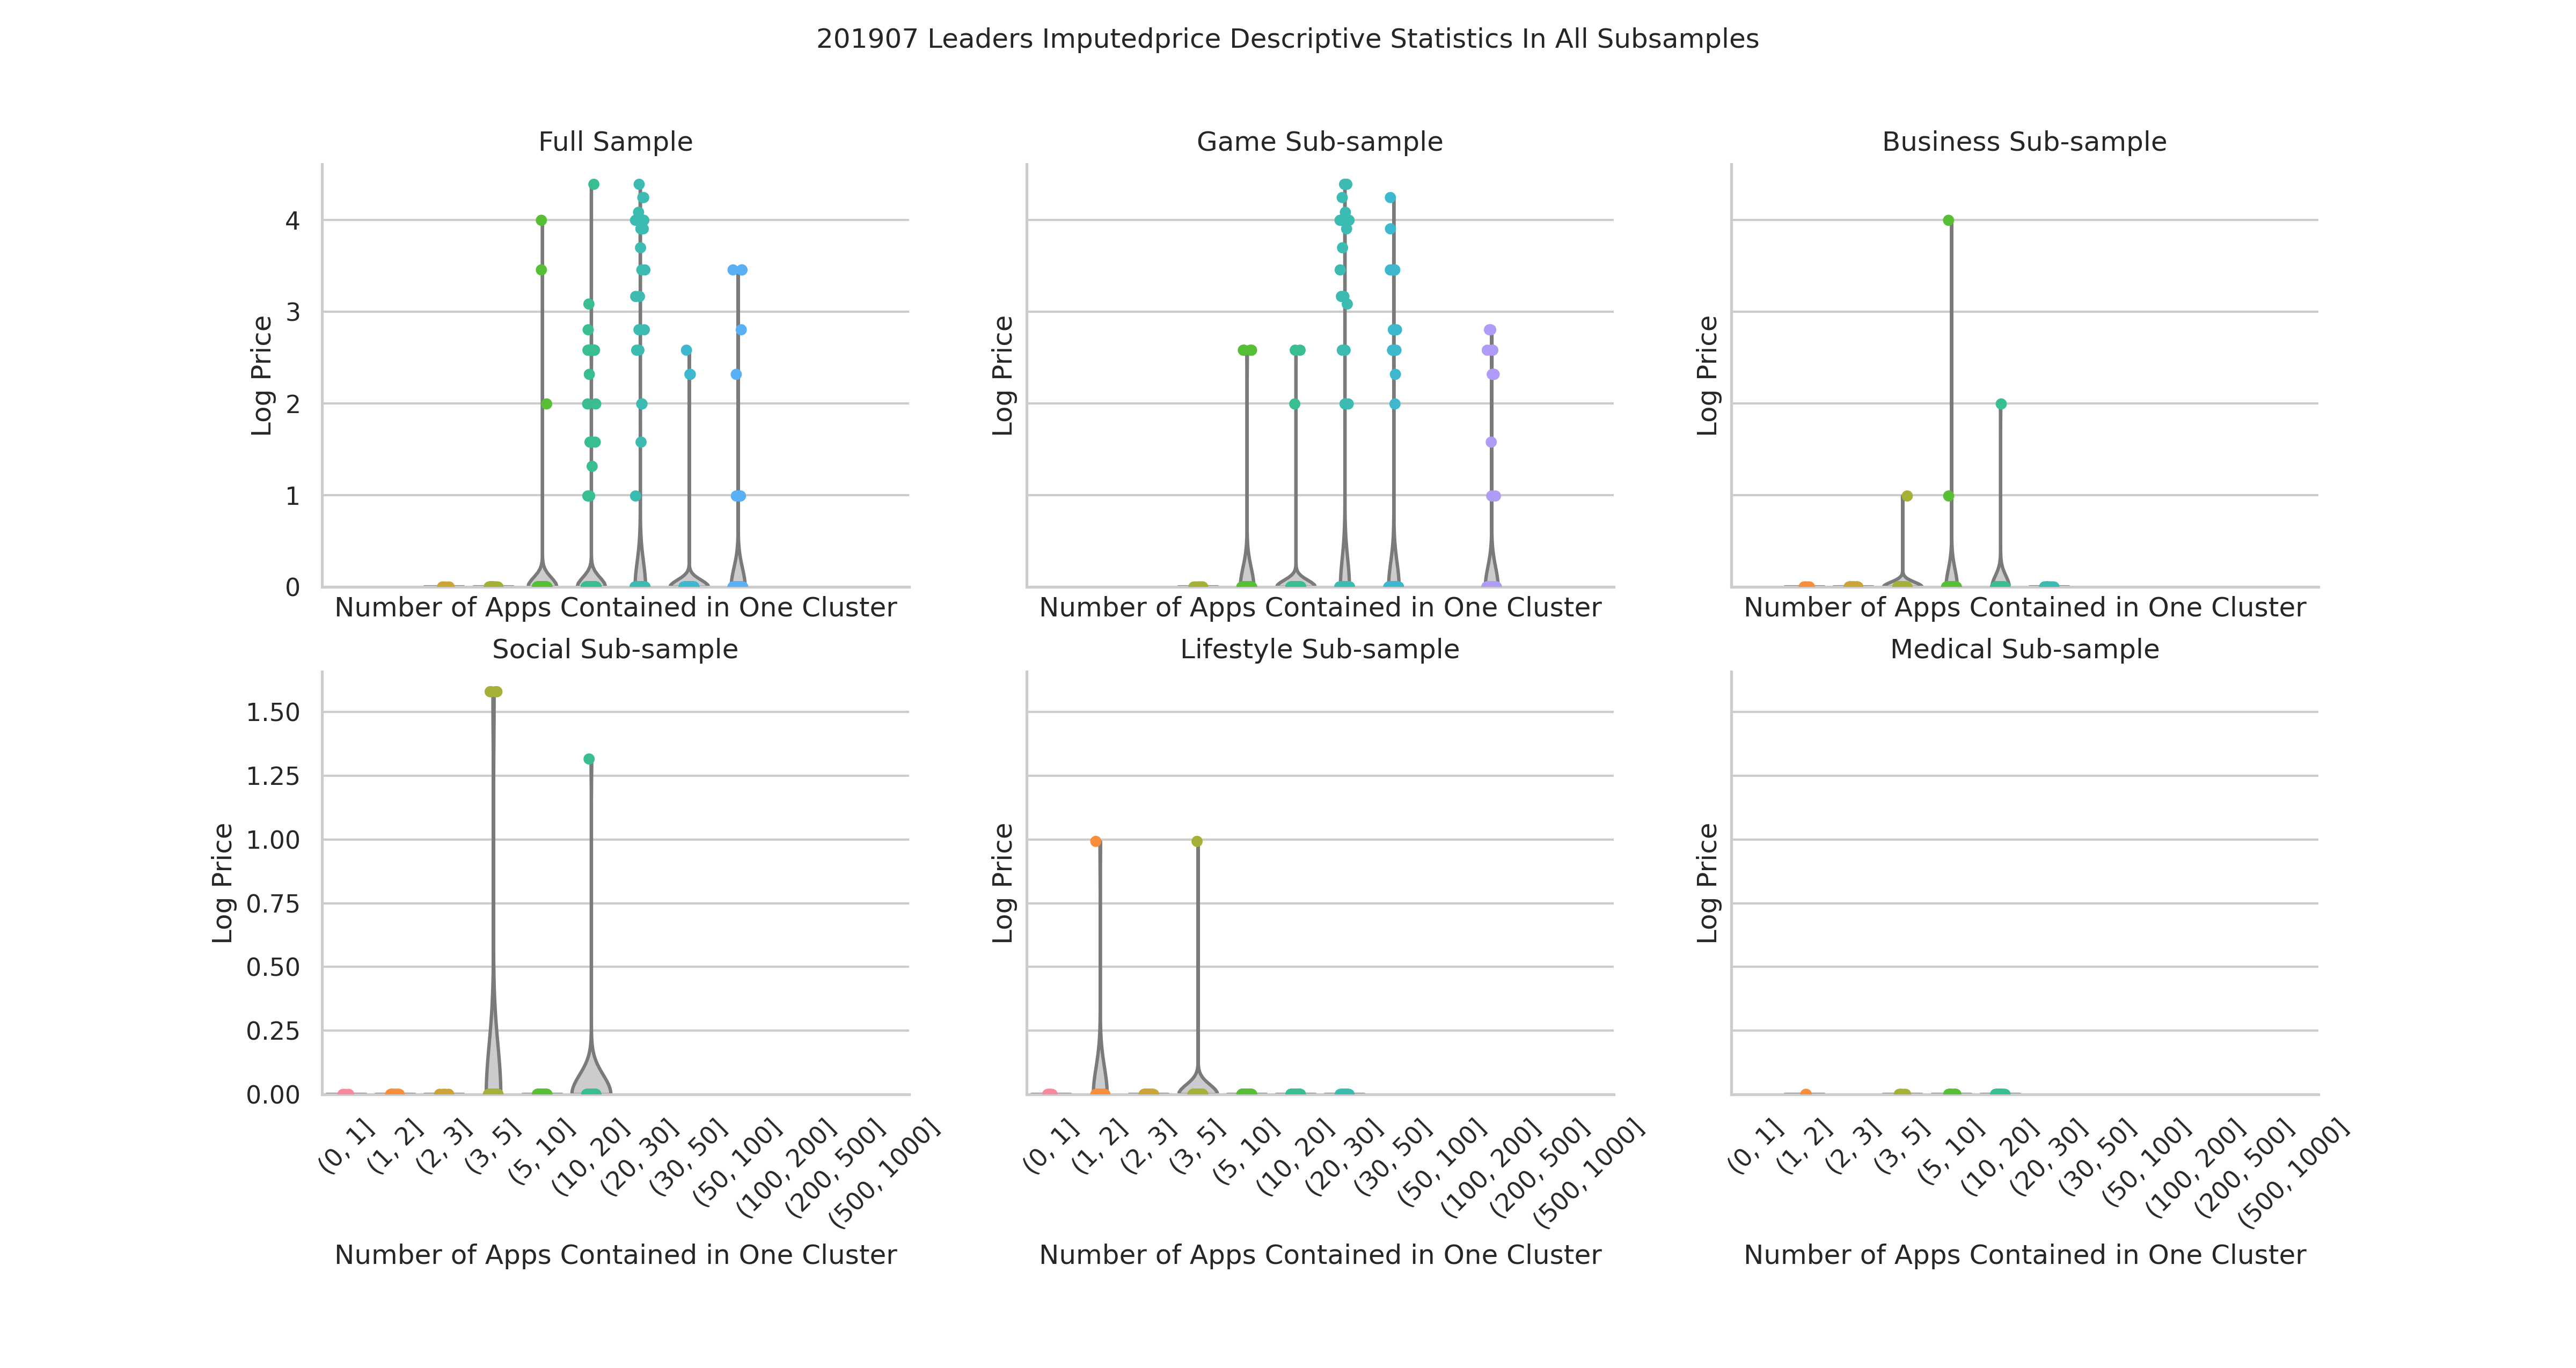 201907 Leaders Imputedprice Descriptive Statistics In All Subsamples
Full Sample
Game Sub-sample
Business Sub-sample
Log Price
4
3
2
1
0
Log Price
Log Price
Number of Apps Contained in One Cluster
Number of Apps Contained in One Cluster
Number of Apps Contained in One Cluster
Social Sub-sample
Lifestyle Sub-sample
Medical Sub-sample
Log Price
1.50
1.25
1.00
0.75
0.50
0.25
0.00
Log Price
Log Price
(0, 1]
(1, 2]
(2, 3]
(3, 5]
(5, 10]
(10, 20]
(20, 30]
(30, 50]
(50, 100]
(100, 200]
(200, 500]
(500, 1000]
(0, 1]
(1, 2]
(2, 3]
(3, 5]
(5, 10]
(10, 20]
(20, 30]
(30, 50]
(50, 100]
(100, 200]
(200, 500]
(500, 1000]
(0, 1]
(1, 2]
(2, 3]
(3, 5]
(5, 10]
(10, 20]
(20, 30]
(30, 50]
(50, 100]
(100, 200]
(200, 500]
(500, 1000]
Number of Apps Contained in One Cluster
Number of Apps Contained in One Cluster
Number of Apps Contained in One Cluster